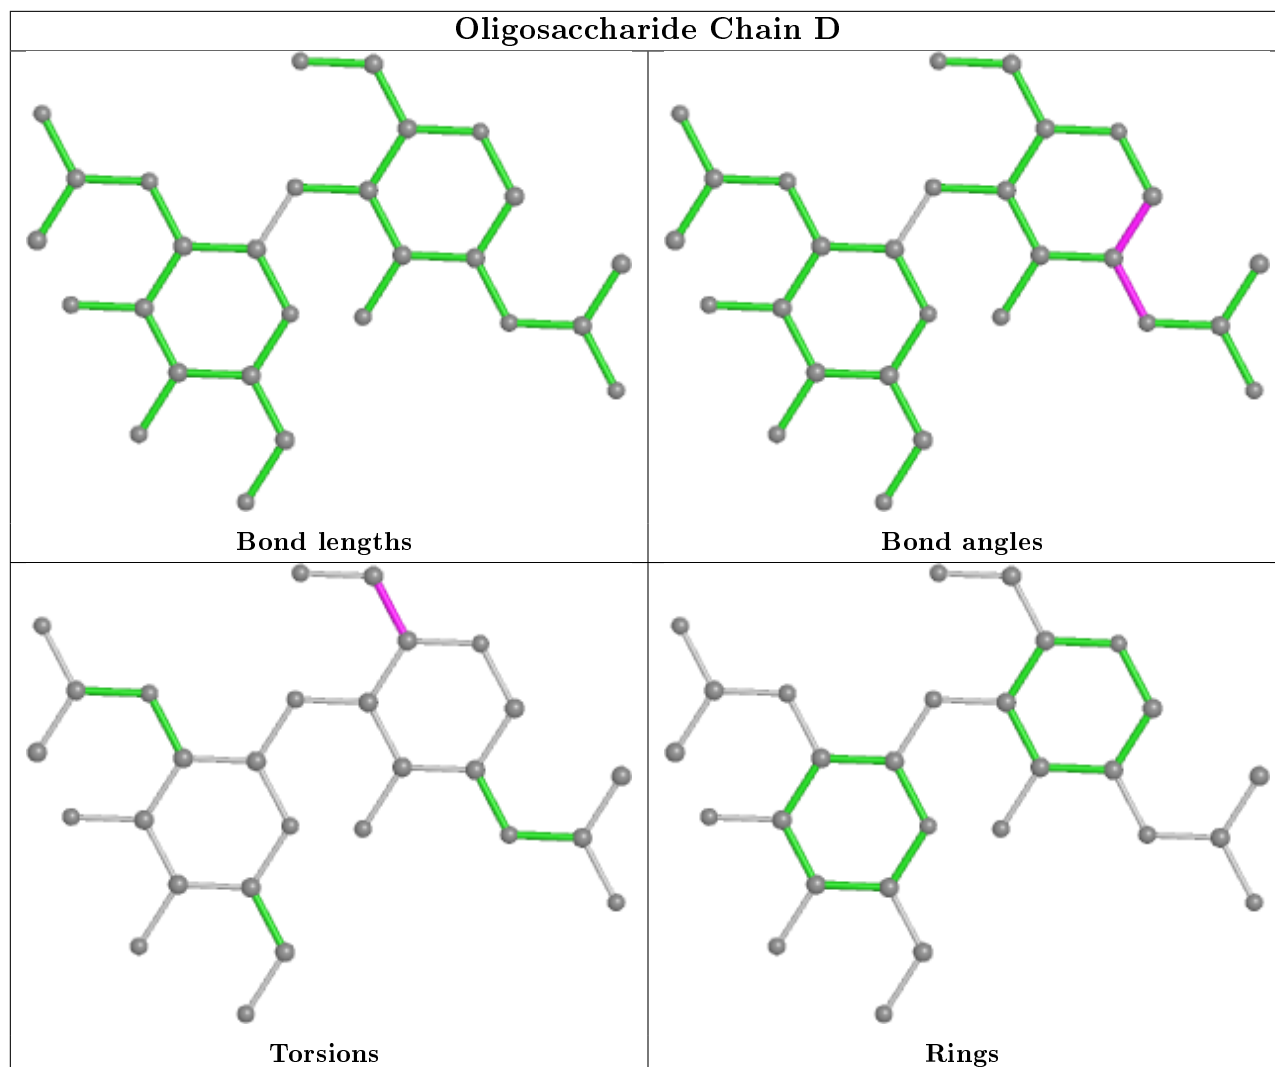 Oligosaccharide Chain D
Bond lengths
Bond angles
Torsions
Rings